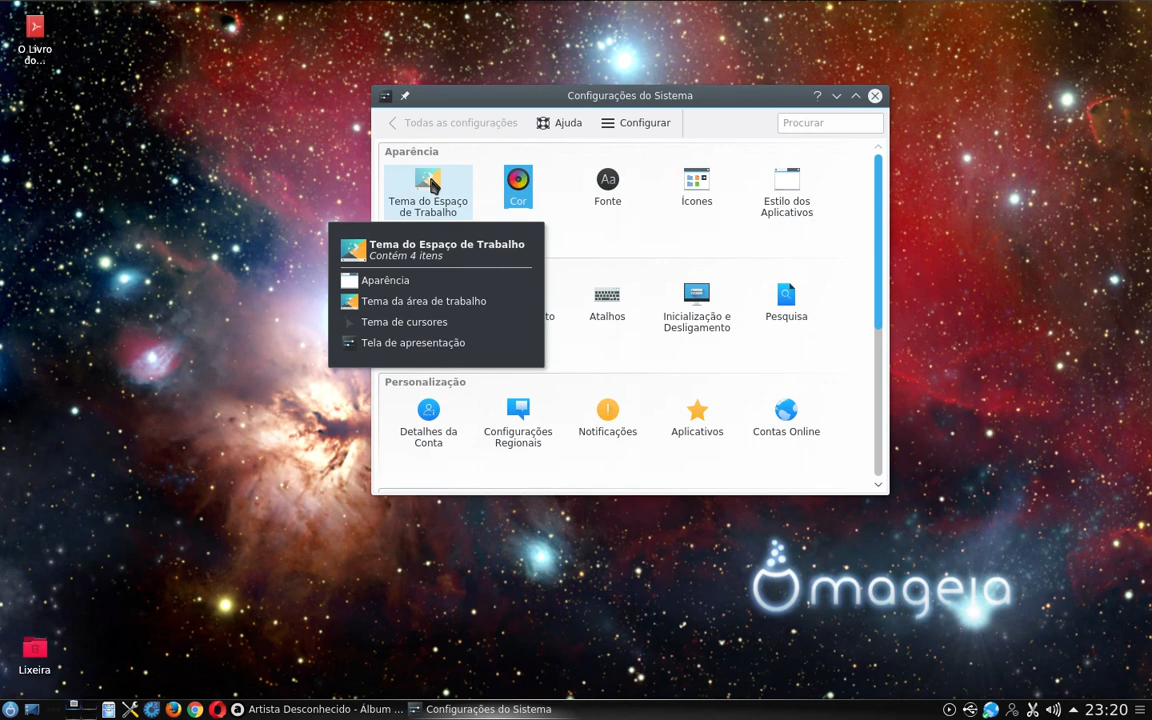 O Livro
do...
Configurações do Sistema
Todas as configurações
Ajuda
Configurar
Procurar
Aparência
Tema do Espaço
de Trabalho
Cor
Aa
Fonte
Ícones
Estilo dos
Aplicativos
Tema do Espaço de Trabalho
Contém 4 itens
Aparência
Tema da área de trabalho
Tema de cursores
Tela de apresentação
to
Atalhos
Inicialização e
Desligamento
Pesquisa
Personalização
Detalhes da
Conta
Configurações
Regionais
Notificações
Aplicativos
Contas Online
mageia
Lixeira
Artista Desconhecido - Álbum ...
Configurações do Sistema
23:20